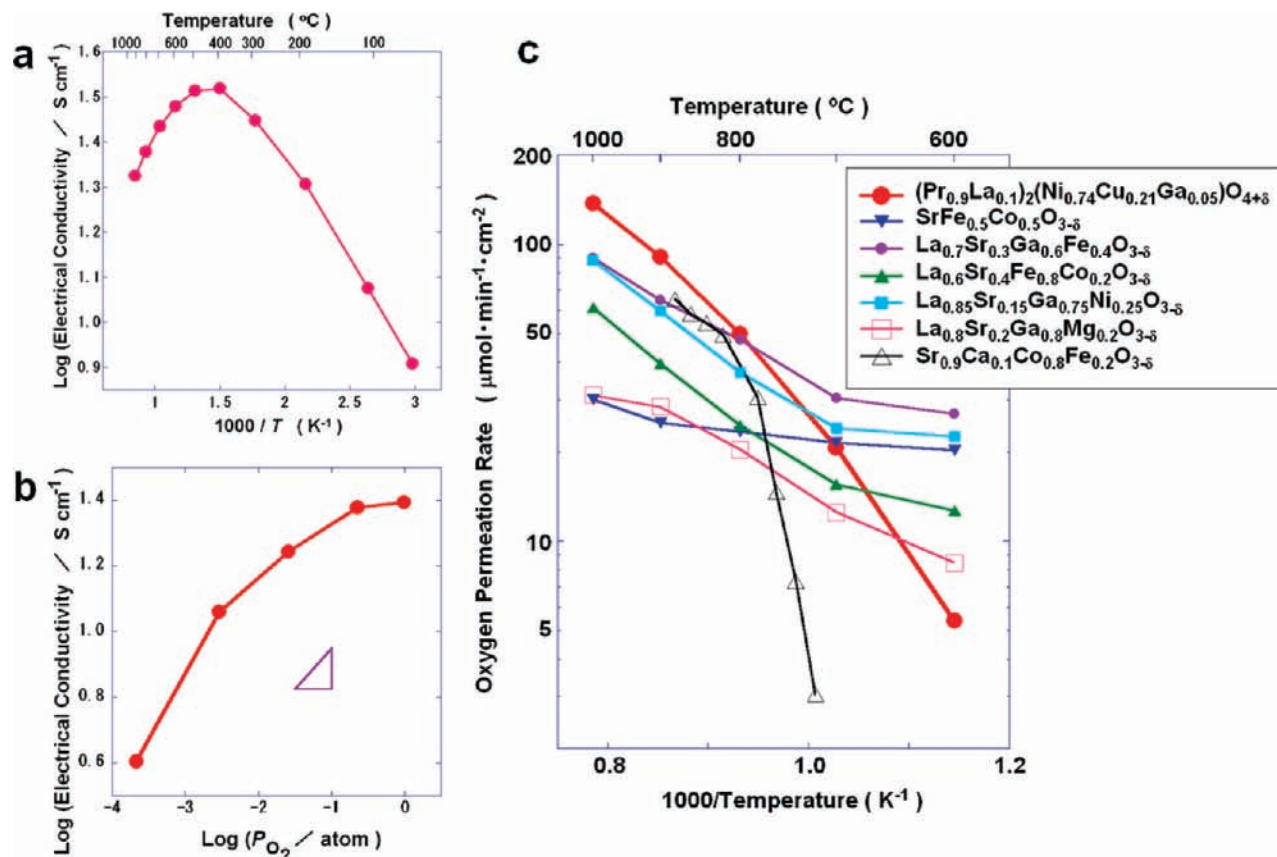 a
Temperature ( °C)
1000 600 400 300 200 100
Log (Electrical Conductivity / S cm⁻¹)
1.6
1.5
1.4
1.3
1.2
1.1
1.0
0.9
1 1.5 2 2.5 3
1000 / T ( K⁻¹)
b
Log (Electrical Conductivity / S cm⁻¹)
1.4
1.2
1.0
0.8
0.6
−4 −3 −2 −1 0
Log (P_O₂ / atom)
c
Temperature ( °C)
1000 800 600
Oxygen Permeation Rate ( μmol·min⁻¹·cm⁻²)
200
100
50
10
5
0.8 1.0 1.2
1000/Temperature ( K⁻¹)
(Pr₀.₉La₀.₁)₂(Ni₀.₇₄Cu₀.₂₁Ga₀.₀₅)O₄₊δ
SrFe₀.₅Co₀.₅O₃₋δ
La₀.₇Sr₀.₃Ga₀.₆Fe₀.₄O₃₋δ
La₀.₆Sr₀.₄Fe₀.₈Co₀.₂O₃₋δ
La₀.₈₅Sr₀.₁₅Ga₀.₇₅Ni₀.₂₅O₃₋δ
La₀.₈Sr₀.₂Ga₀.₈Mg₀.₂O₃₋δ
Sr₀.₉Ca₀.₁Co₀.₈Fe₀.₂O₃₋δ